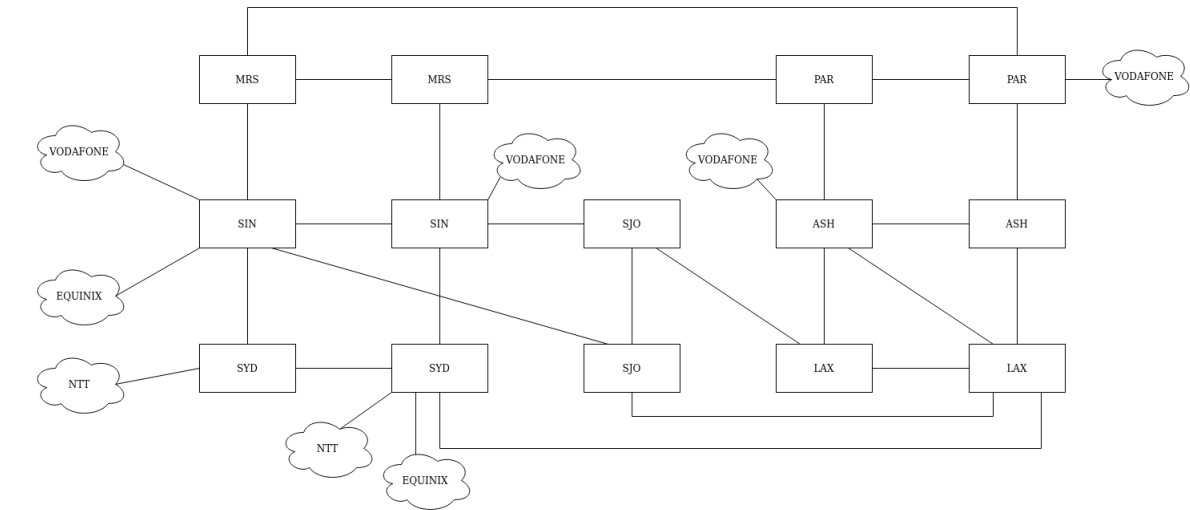 MRS
MRS
PAR
PAR
VODAFONE
VODAFONE
VODAFONE
VODAFONE
SIN
SIN
SJO
ASH
ASH
EQUINIX
SYD
SYD
SJO
LAX
LAX
NTT
NTT
EQUINIX